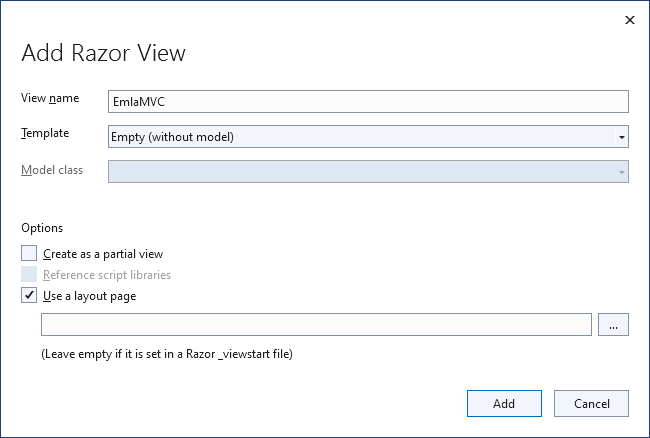 Add Razor View
View name
EmlaMVC
Template
Empty (without model)
Model class
Options
Create as a partial view
Reference script libraries
Use a layout page
...
(Leave empty if it is set in a Razor _viewstart file)
Add
Cancel